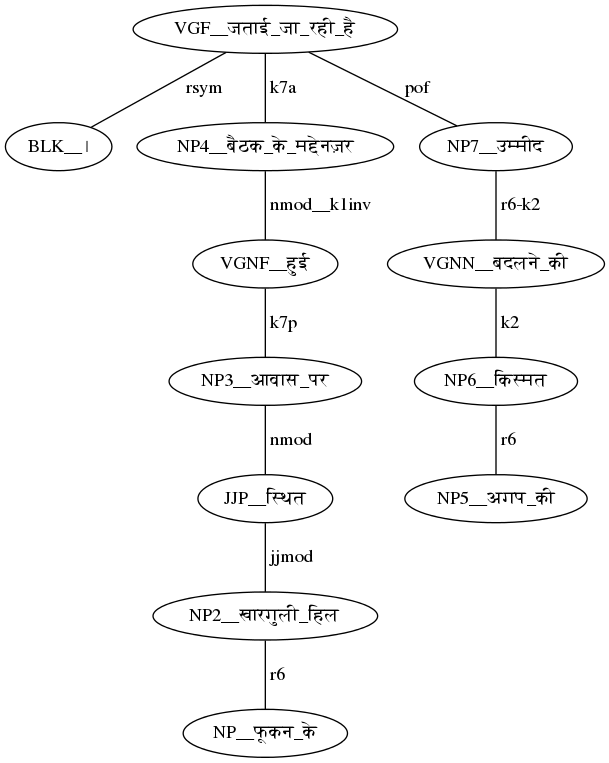 VGF__जताई_जा_रही_है
rsym k7a pof
BLK__। NP4__बैठक_के_मद्देनज़र NP7__उम्मीद
nmod__k1inv r6-k2
VGNF__हुई VGNN__बदलने_की
k7p k2
NP3__आवास_पर NP6__किस्मत
nmod r6
JJP__स्थित NP5__अगप_की
jjmod
NP2__खारगुली_हिल
r6
NP__फूकन_के